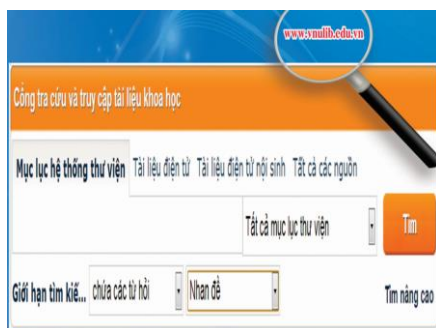 www.vnulib.edu.vn
Cổng tra cứu và truy cập tài liệu khoa học
Mục lục hệ thống thư viện Tài liệu điện tử Tài liệu điện tử nội sinh Tất cả các nguồn
Tất cả mục lục thư viện Tìm
Giới hạn tìm kiế... chứa các từ hỏi Nhan đề Tìm nâng cao